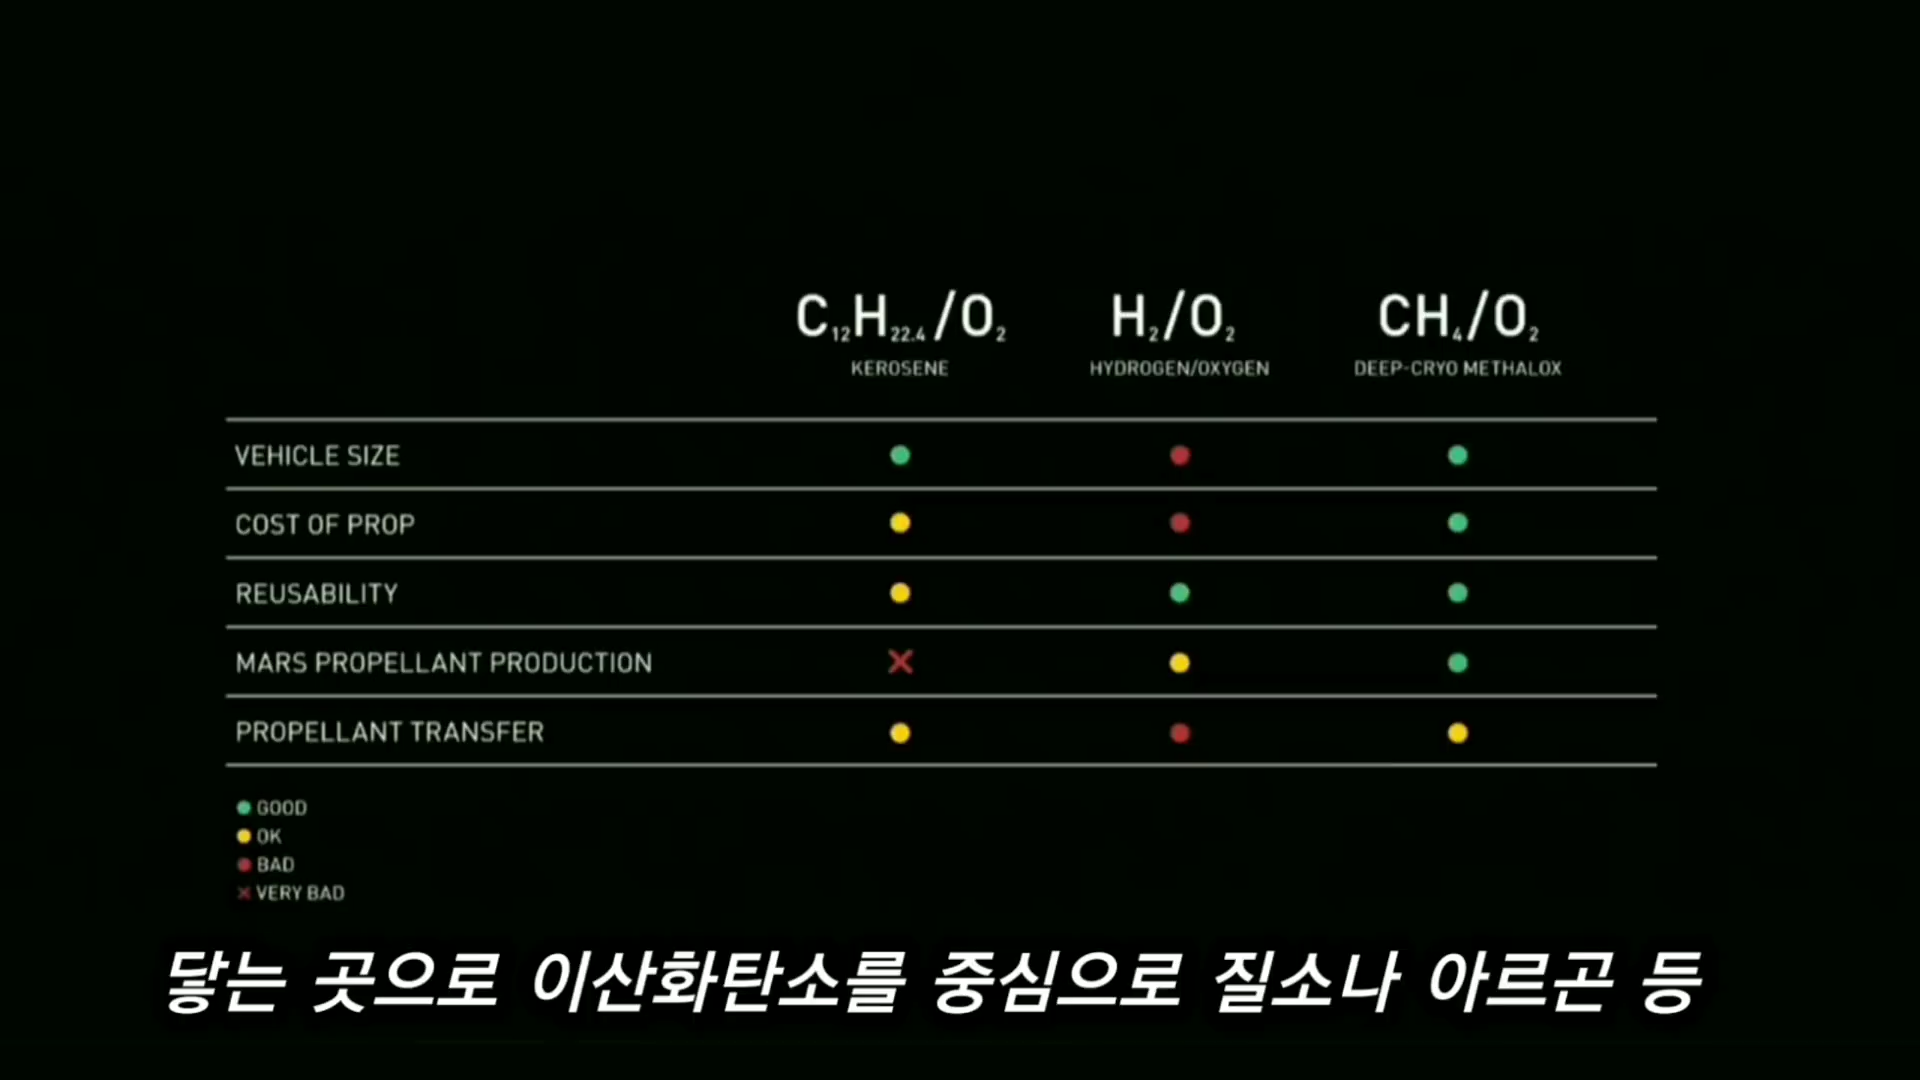 C₁₂H₂₂.₄/O₂ H₂/O₂ CH₄/O₂
KEROSENE HYDROGEN/OXYGEN DEEP-CRYO METHALOX
VEHICLE SIZE
COST OF PROP
REUSABILITY
MARS PROPELLANT PRODUCTION
PROPELLANT TRANSFER
GOOD
OK
BAD
VERY BAD
닿는 곳으로 이산화탄소를 중심으로 질소나 아르곤 등